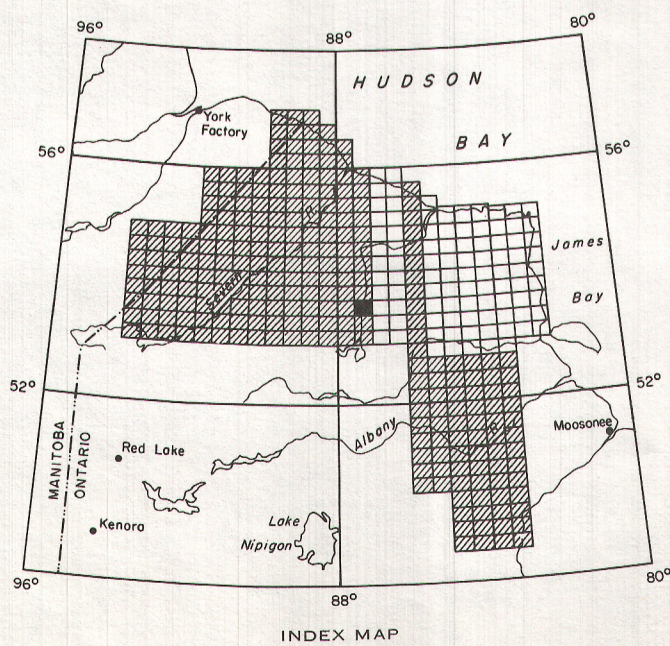 96°
88°
80°
HUDSON
BAY
York
Factory
56°
56°
James
Bay
Severn
R.
52°
52°
Albany
Moosonee
MANITOBA
ONTARIO
Red Lake
Kenora
Lake
Nipigon
96°
88°
80°
INDEX MAP